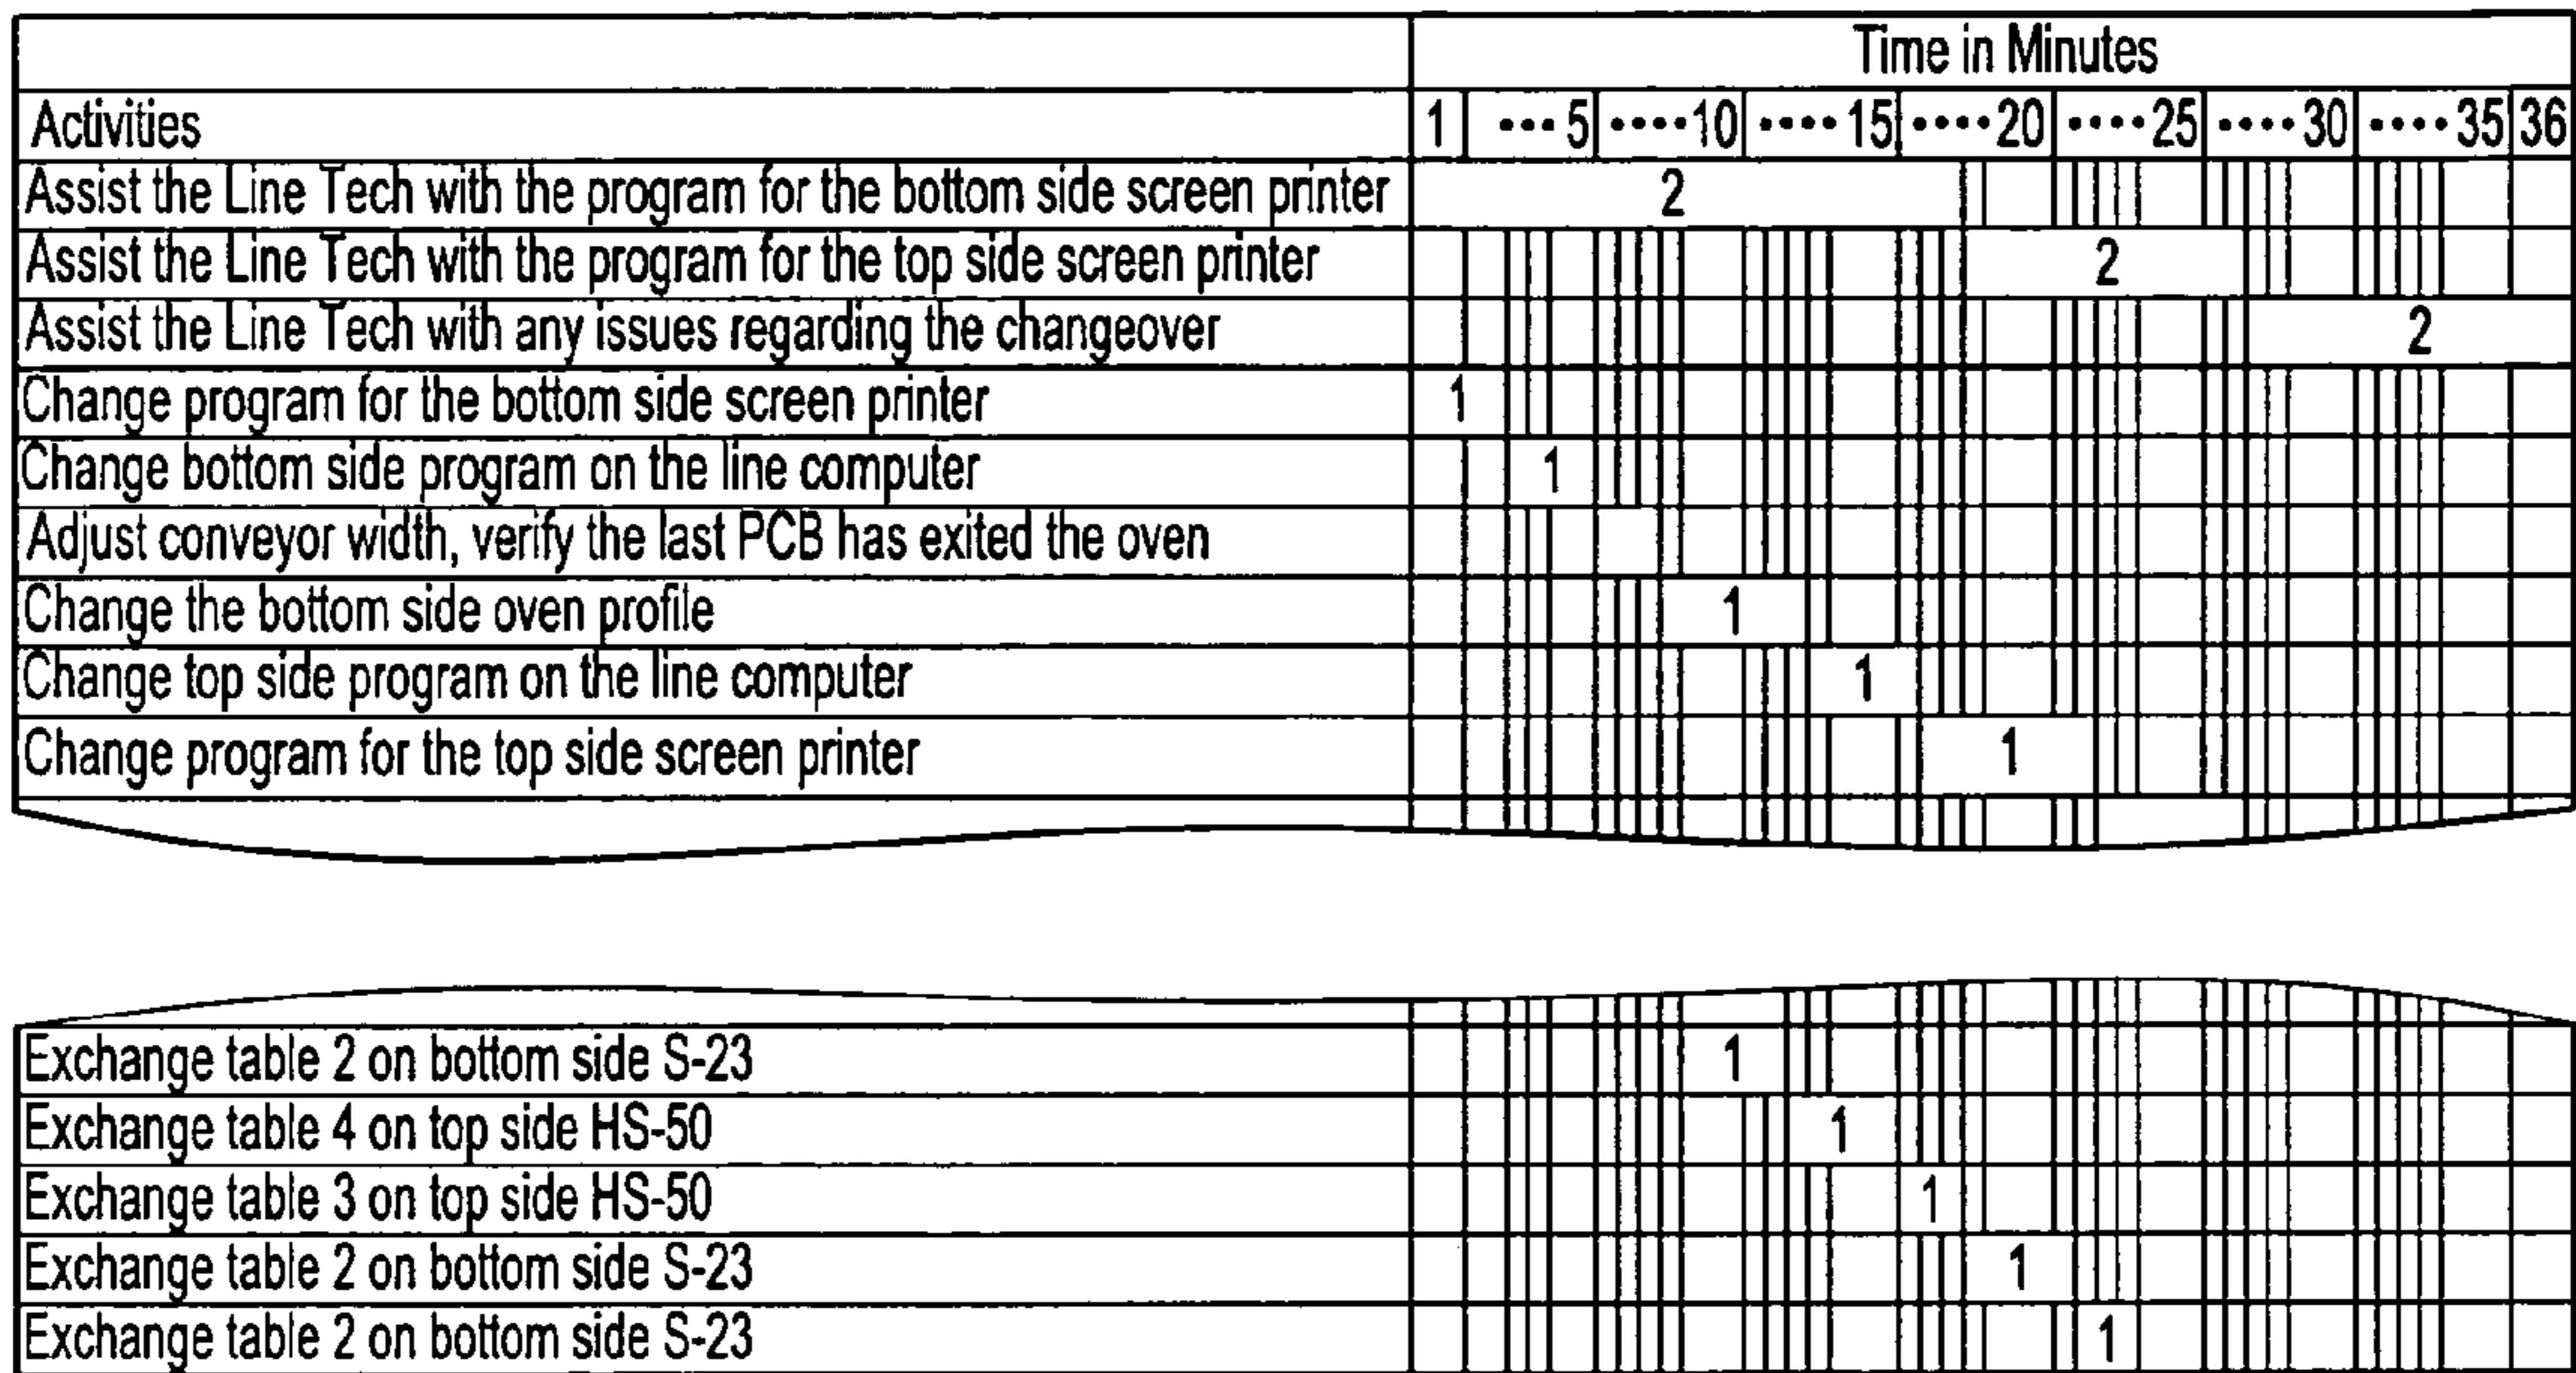 Time in Minutes
Activities 1 •••5 ••••10 ••••15 ••••20 ••••25 ••••30 ••••35 36
Assist the Line Tech with the program for the bottom side screen printer 2
Assist the Line Tech with the program for the top side screen printer 2
Assist the Line Tech with any issues regarding the changeover 2
Change program for the bottom side screen printer 1
Change bottom side program on the line computer 1
Adjust conveyor width, verify the last PCB has exited the oven
Change the bottom side oven profile 1
Change top side program on the line computer 1
Change program for the top side screen printer 1
Exchange table 2 on bottom side S-23 1
Exchange table 4 on top side HS-50 1
Exchange table 3 on top side HS-50 1
Exchange table 2 on bottom side S-23 1
Exchange table 2 on bottom side S-23 1